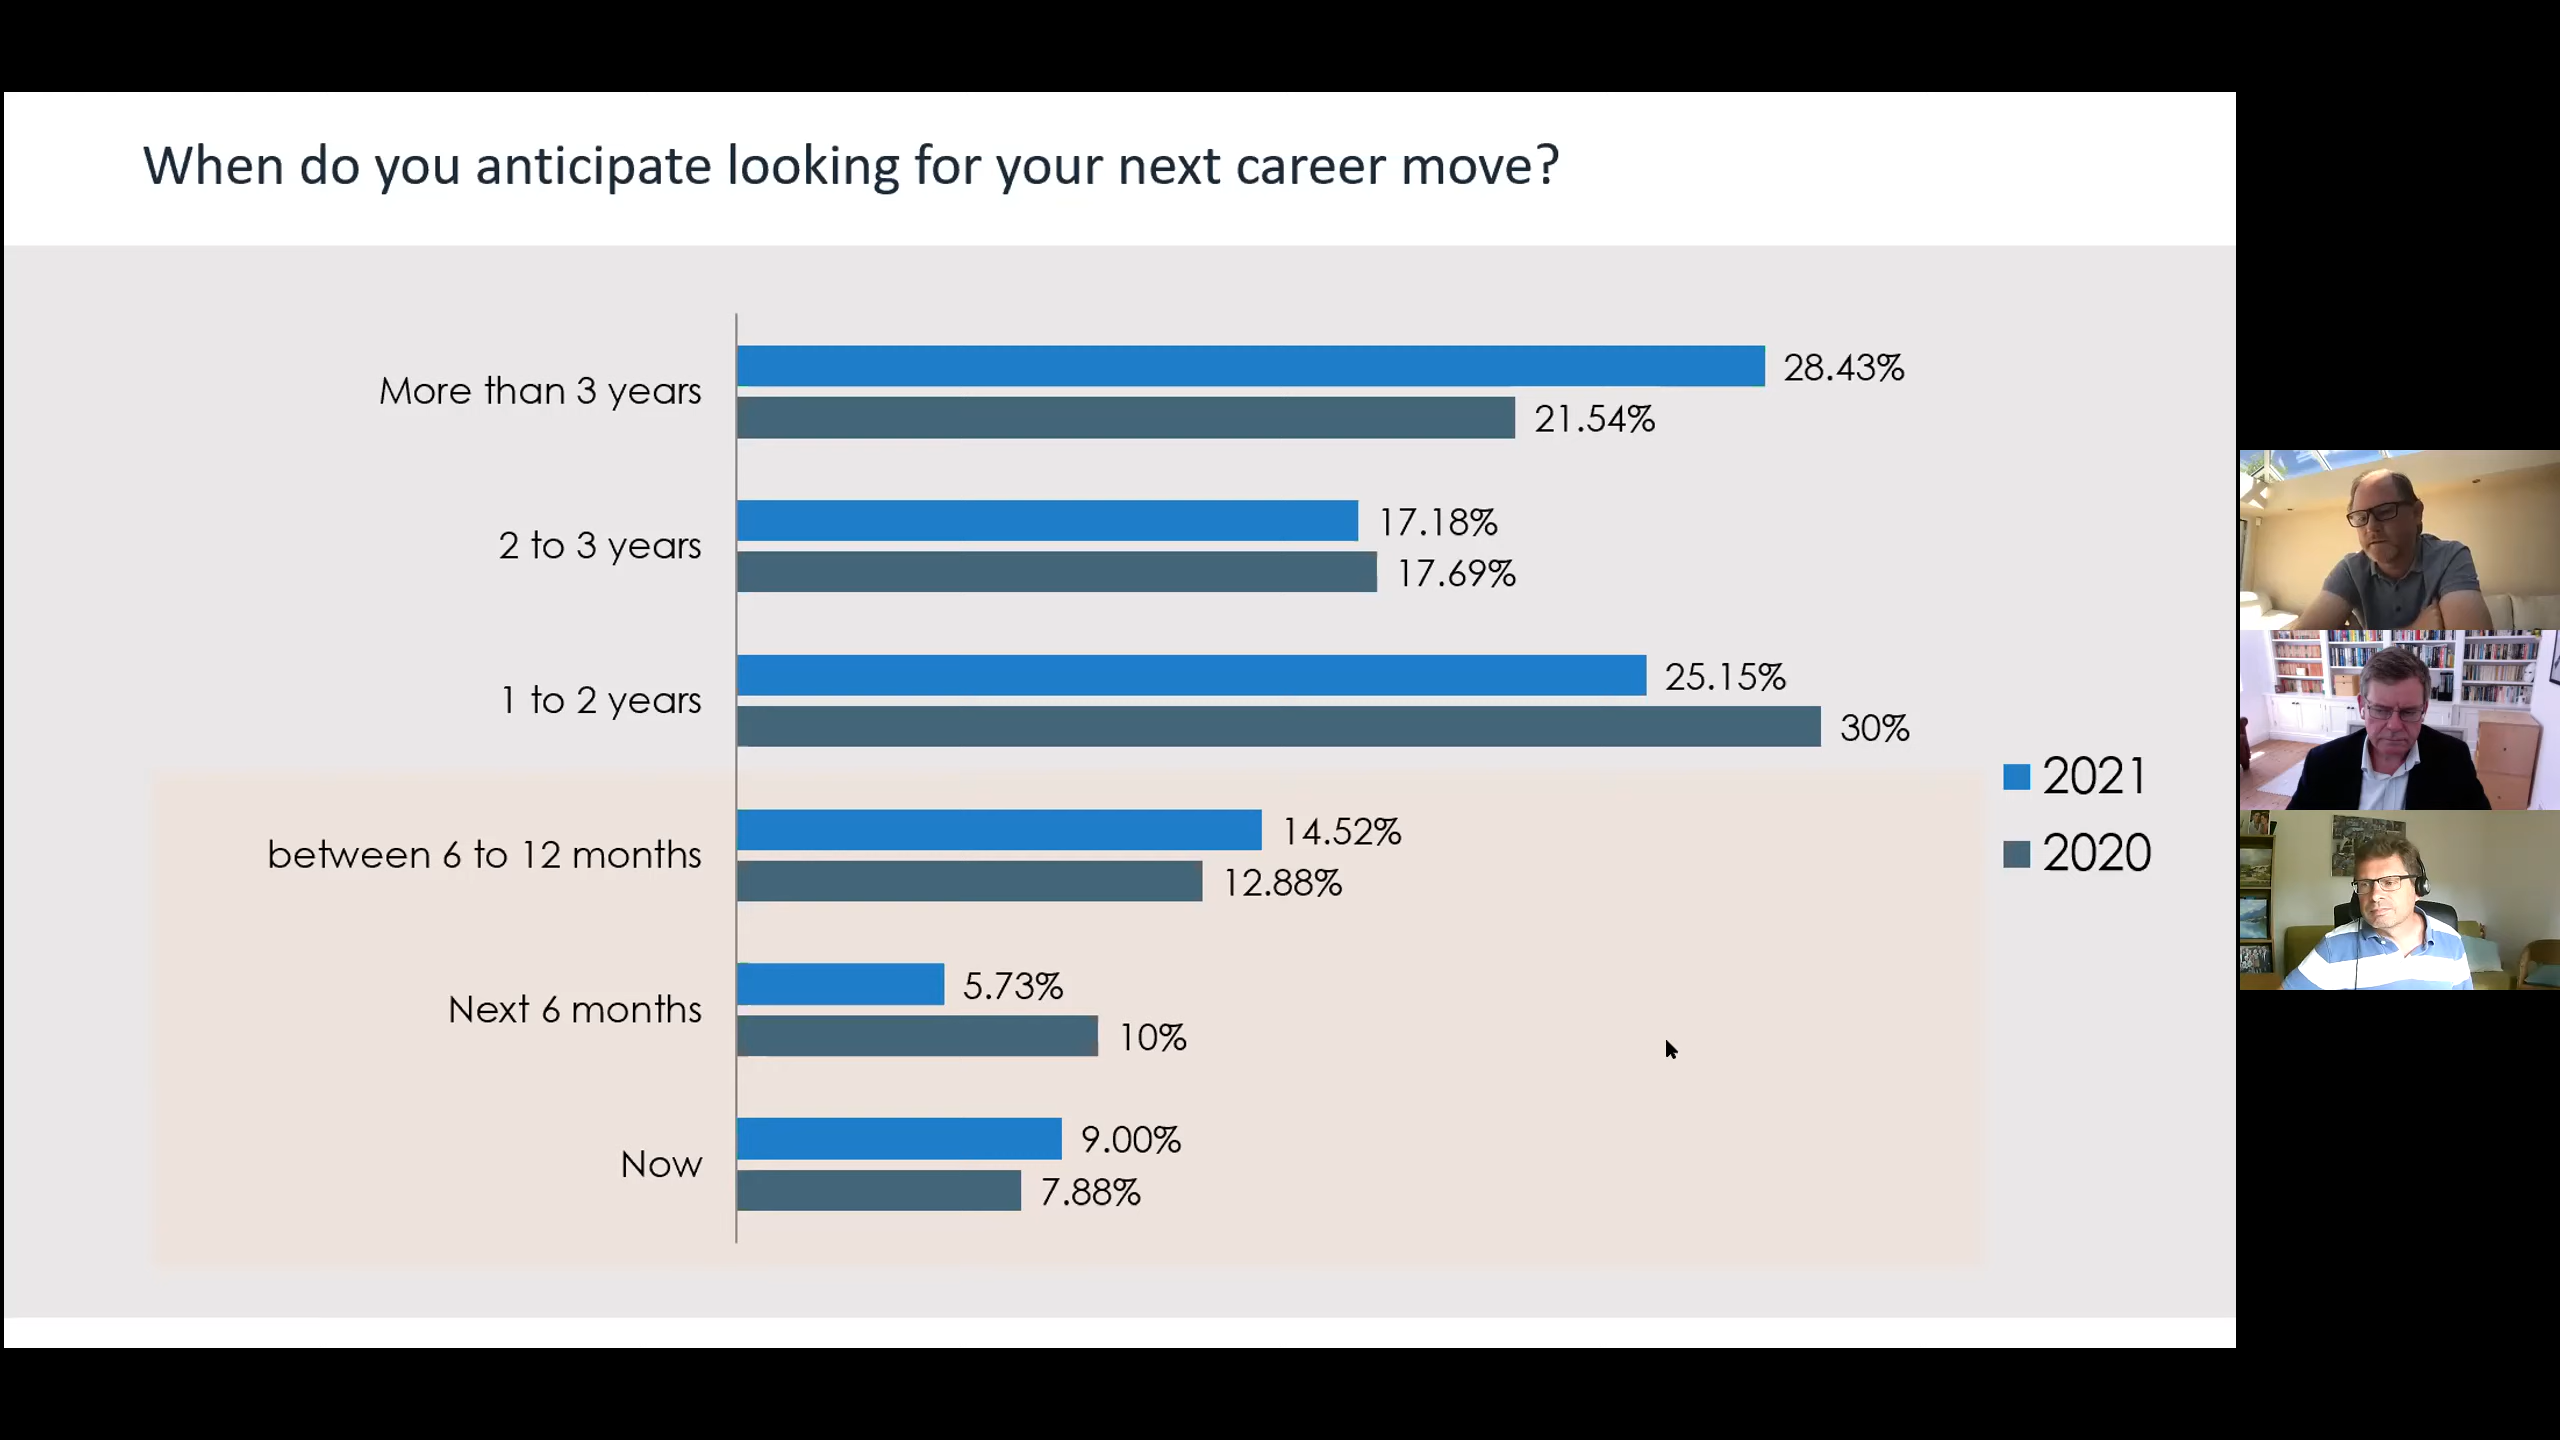 When do you anticipate looking for your next career move?
More than 3 years
28.43%
21.54%
2 to 3 years
17.18%
17.69%
1 to 2 years
25.15%
30%
between 6 to 12 months
14.52%
12.88%
Next 6 months
5.73%
10%
Now
9.00%
7.88%
2021
2020